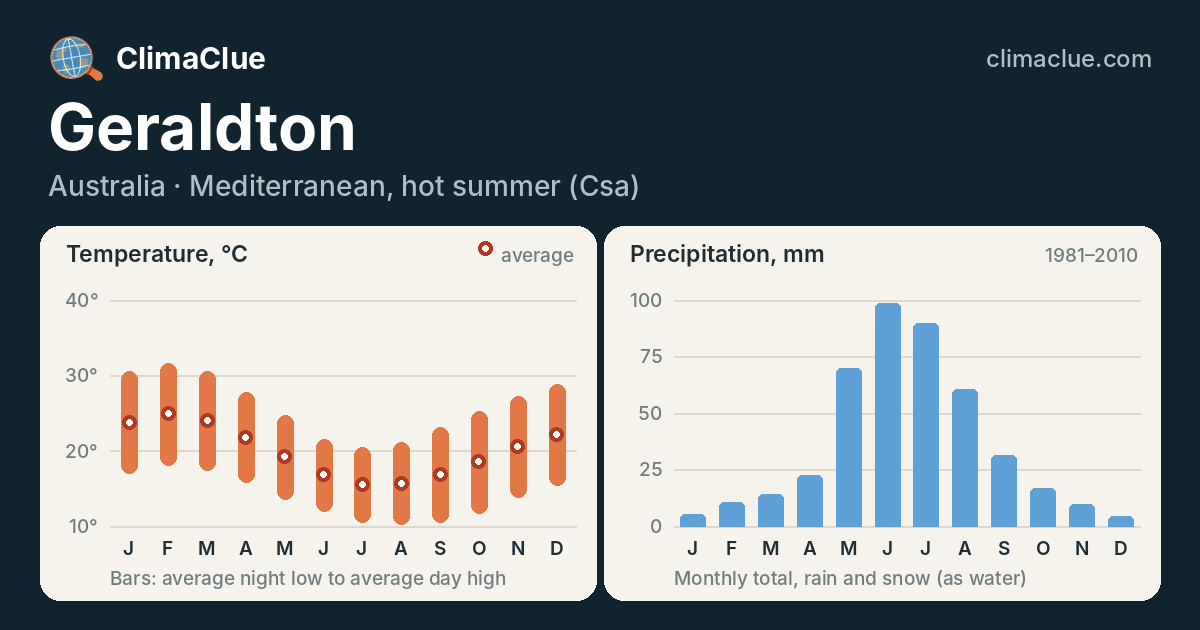 ClimaClue
climaclue.com
Geraldton
Australia · Mediterranean, hot summer (Csa)
Temperature, °C
average
40°
30°
20°
10°
J F M A M J J A S O N D
Bars: average night low to average day high
Precipitation, mm
1981–2010
100
75
50
25
0
J F M A M J J A S O N D
Monthly total, rain and snow (as water)